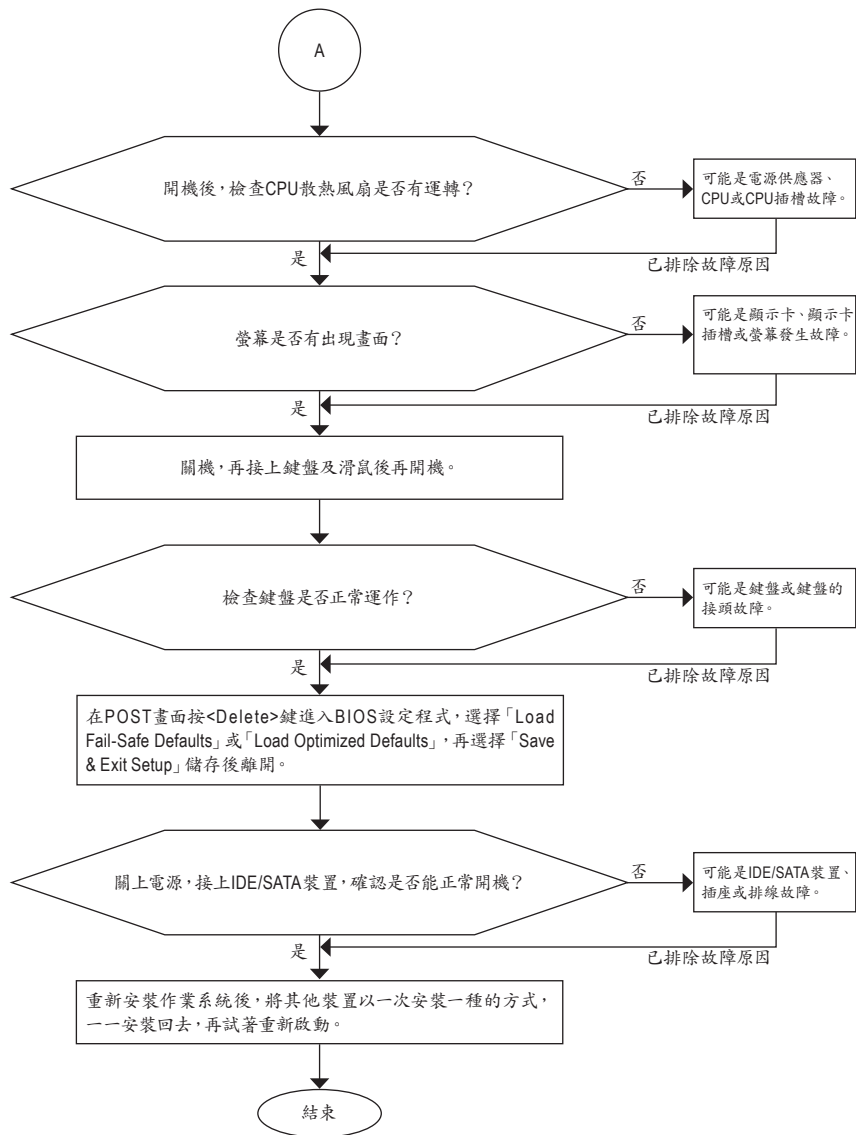 A
開機後，檢查CPU散熱風扇是否有運轉？
否
可能是電源供應器、
CPU或CPU插槽故障。
是
已排除故障原因
螢幕是否有出現畫面？
否
可能是顯示卡、顯示卡
插槽或螢幕發生故障。
是
已排除故障原因
關機，再接上鍵盤及滑鼠後再開機。
檢查鍵盤是否正常運作？
否
可能是鍵盤或鍵盤的
接頭故障。
是
已排除故障原因
在POST畫面按<Delete>鍵進入BIOS設定程式，選擇「Load
Fail-Safe Defaults」或「Load Optimized Defaults」，再選擇「Save
& Exit Setup」儲存後離開。
關上電源，接上IDE/SATA裝置，確認是否能正常開機？
否
可能是IDE/SATA裝置、
插座或排線故障。
是
已排除故障原因
重新安裝作業系統後，將其他裝置以一次安裝一種的方式，
一一安裝回去，再試著重新啟動。
結束